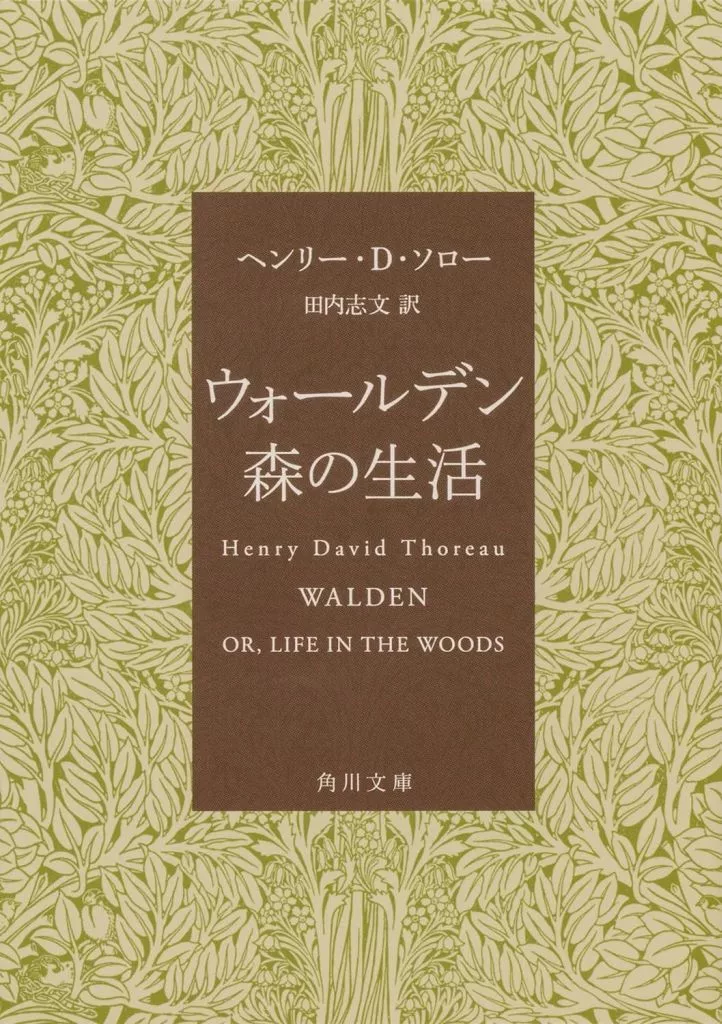 ヘンリー・D・ソロー
田内志文 訳
ウォールデン
森の生活
Henry David Thoreau
WALDEN
OR, LIFE IN THE WOODS
角川文庫